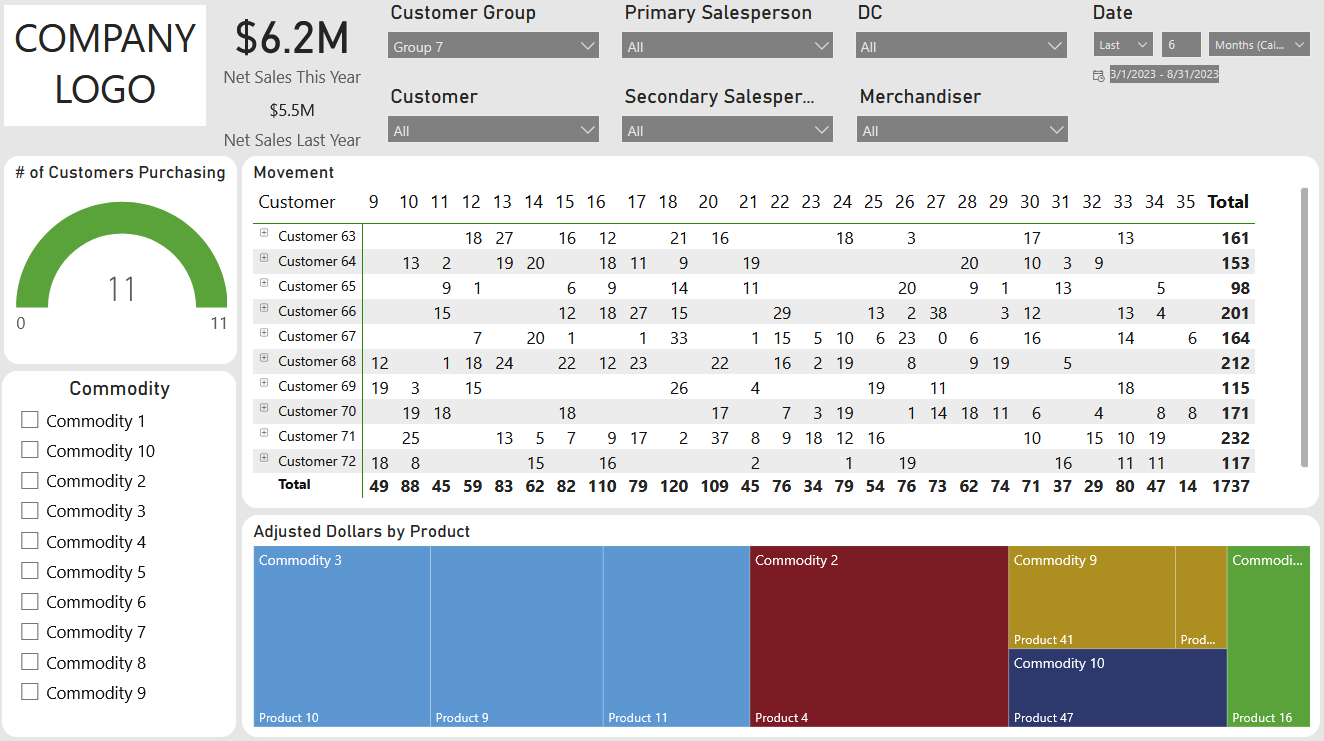 COMPANY LOGO
$6.2M
Net Sales This Year
$5.5M
Net Sales Last Year
Customer Group
Group 7
Primary Salesperson
All
DC
All
Date
Last 6 Months (Cal...
3/1/2023 - 8/31/2023
Customer
All
Secondary Salesper...
All
Merchandiser
All
# of Customers Purchasing
11
0 11
Commodity
Commodity 1
Commodity 10
Commodity 2
Commodity 3
Commodity 4
Commodity 5
Commodity 6
Commodity 7
Commodity 8
Commodity 9
Movement
Customer 9 10 11 12 13 14 15 16 17 18 20 21 22 23 24 25 26 27 28 29 30 31 32 33 34 35 Total
Customer 63 18 27 16 12 21 16 18 3 17 13 161
Customer 64 13 2 19 20 18 11 9 19 20 10 3 9 153
Customer 65 9 1 6 9 14 11 20 9 1 13 5 98
Customer 66 15 12 18 27 15 29 13 2 38 3 12 13 4 201
Customer 67 7 20 1 1 33 1 15 5 10 6 23 0 6 16 14 6 164
Customer 68 12 1 18 24 22 12 23 22 16 2 19 8 9 19 5 212
Customer 69 19 3 15 26 4 19 11 18 115
Customer 70 19 18 18 17 7 3 19 1 14 18 11 6 4 8 8 171
Customer 71 25 13 5 7 9 17 2 37 8 9 18 12 16 10 15 10 19 232
Customer 72 18 8 15 16 2 1 19 16 11 11 117
Total 49 88 45 59 83 62 82 110 79 120 109 45 76 34 79 54 76 73 62 74 71 37 29 80 47 14 1737
Adjusted Dollars by Product
Commodity 3
Product 10
Product 9
Product 11
Commodity 2
Product 4
Commodity 9
Product 41
Prod...
Commodity 10
Product 47
Commodi...
Product 16